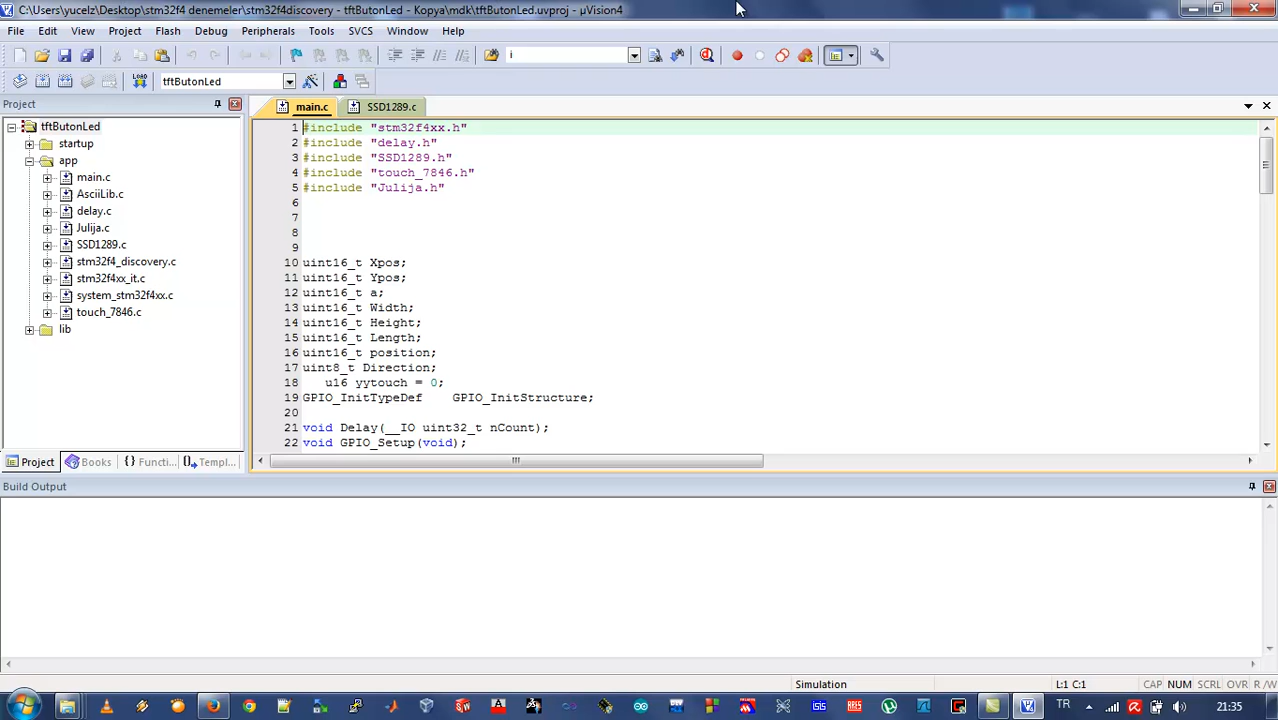 C:\Users\yucelz\Desktop\stm32f4 denemeler\stm32f4discovery - tftButonLed - Kopya\mdk\tftButonLed.uvproj - µVision4
File Edit View Project Flash Debug Peripherals Tools SVCS Window Help
i
LOAD tftButonLed
Project
main.c SSD1289.c
tftButonLed
startup
app
main.c
AsciiLib.c
delay.c
Julija.c
SSD1289.c
stm32f4_discovery.c
stm32f4xx_it.c
system_stm32f4xx.c
touch_7846.c
lib
1 #include "stm32f4xx.h"
2 #include "delay.h"
3 #include "SSD1289.h"
4 #include "touch_7846.h"
5 #include "Julija.h"
6
7
8
9
10 uint16_t Xpos;
11 uint16_t Ypos;
12 uint16_t a;
13 uint16_t Width;
14 uint16_t Height;
15 uint16_t Length;
16 uint16_t position;
17 uint8_t Direction;
18 u16 yytouch = 0;
19 GPIO_InitTypeDef GPIO_InitStructure;
20
21 void Delay(__IO uint32_t nCount);
22 void GPIO_Setup(void);
Project Books {} Functi... Templ...
Build Output
Simulation L:1 C:1 CAP NUM SCRL OVR R /W
TR 21:35